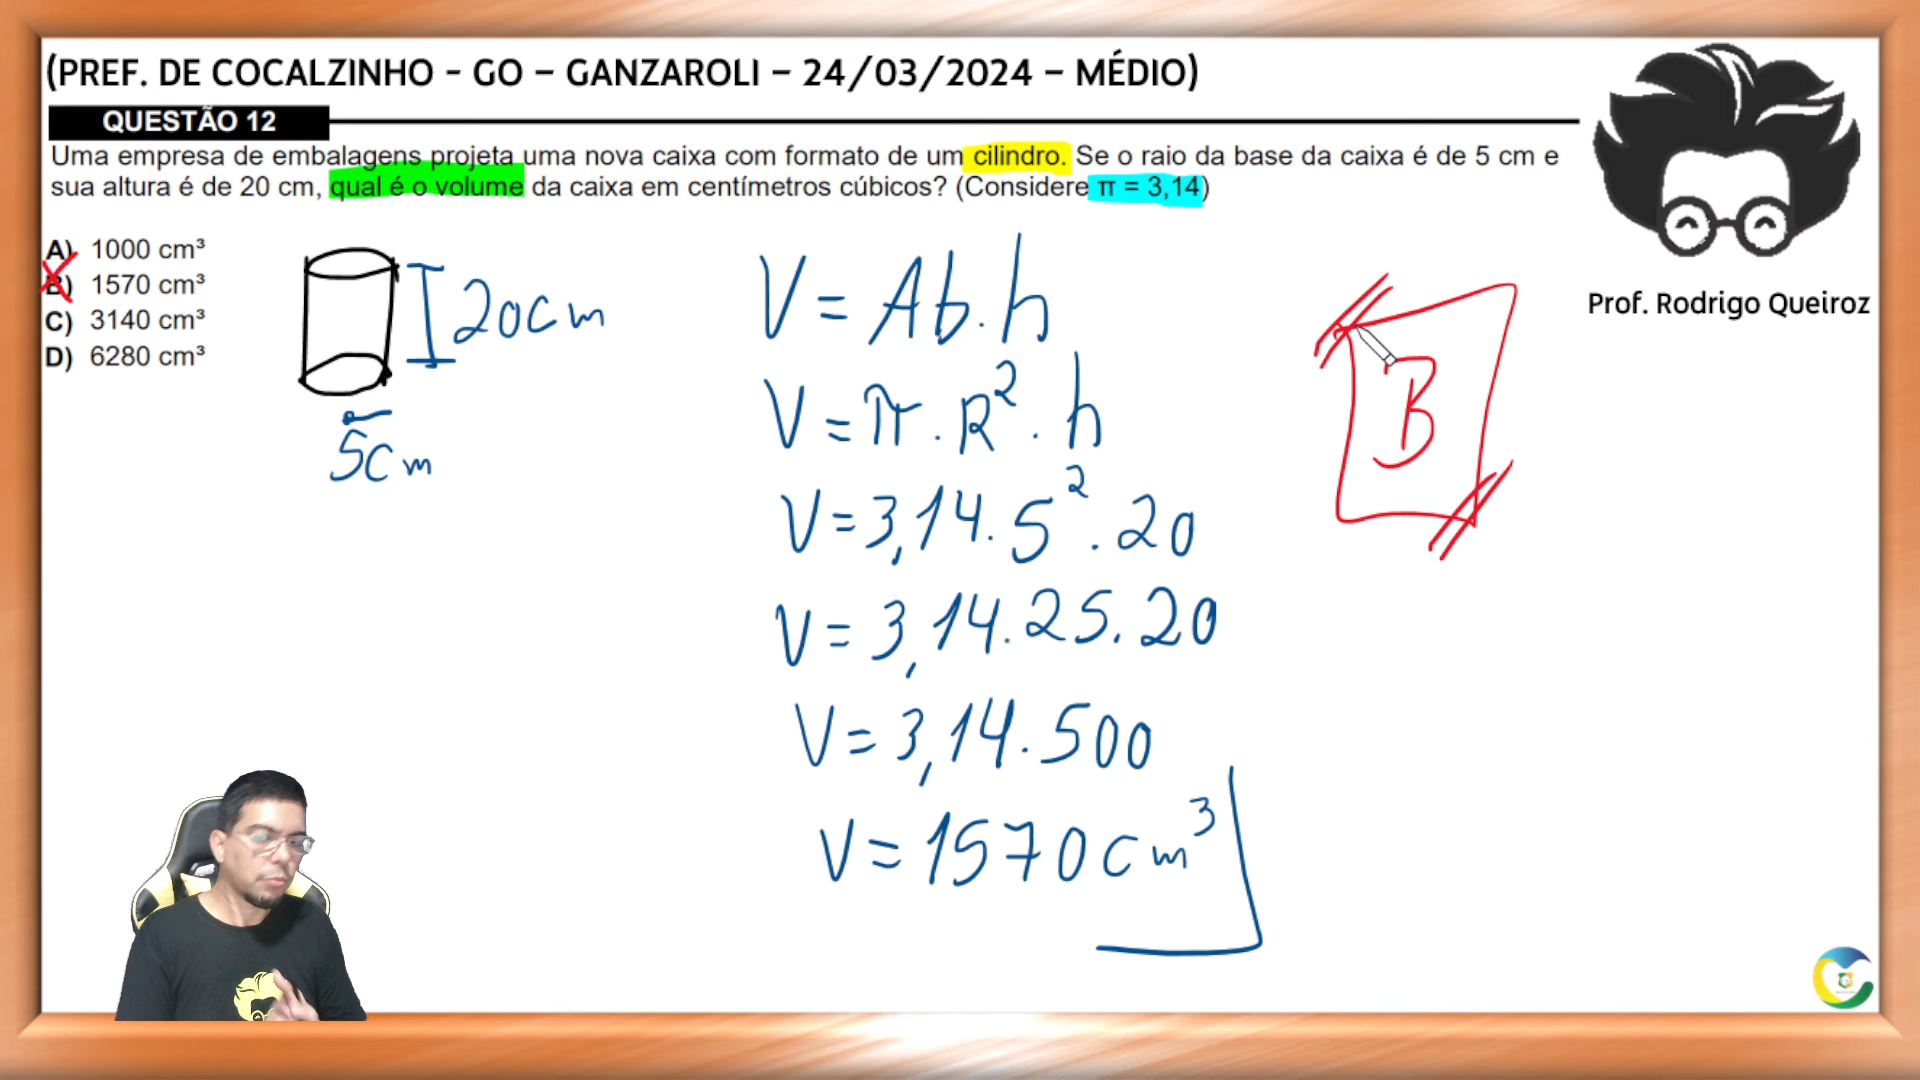 (PREF. DE COCALZINHO - GO – GANZAROLI – 24/03/2024 – MÉDIO)
QUESTÃO 12
Uma empresa de embalagens projeta uma nova caixa com formato de um cilindro. Se o raio da base da caixa é de 5 cm e
sua altura é de 20 cm, qual é o volume da caixa em centímetros cúbicos? (Considere π = 3,14)
A) 1000 cm³
B) 1570 cm³
C) 3140 cm³
D) 6280 cm³
20cm
5cm
V = Ab.h
V = π.R².h
V = 3,14.5².20
V = 3,14.25.20
V = 3,14.500
V = 1570cm³
B
Prof. Rodrigo Queiroz